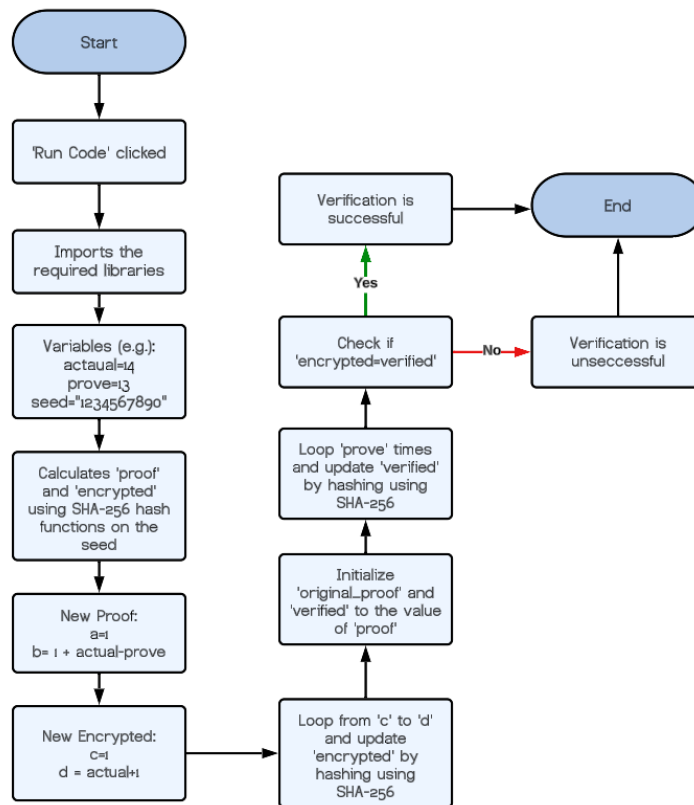 Start
'Run Code' clicked
Imports the
required libraries
Variables (e.g.):
actaual=14
prove=13
seed="1234567890"
Calculates 'proof'
and 'encrypted'
using SHA-256 hash
functions on the
seed
New Proof:
a=1
b= 1 + actual-prove
New Encrypted:
c=1
d = actual+1
Loop from 'c' to 'd'
and update
'encrypted' by
hashing using
SHA-256
Initialize
'original_proof' and
'verified' to the value
of 'proof'
Loop 'prove' times
and update 'verified'
by hashing using
SHA-256
Check if
'encrypted=verified'
Yes
Verification is
successful
No
Verification is
unseccessful
End